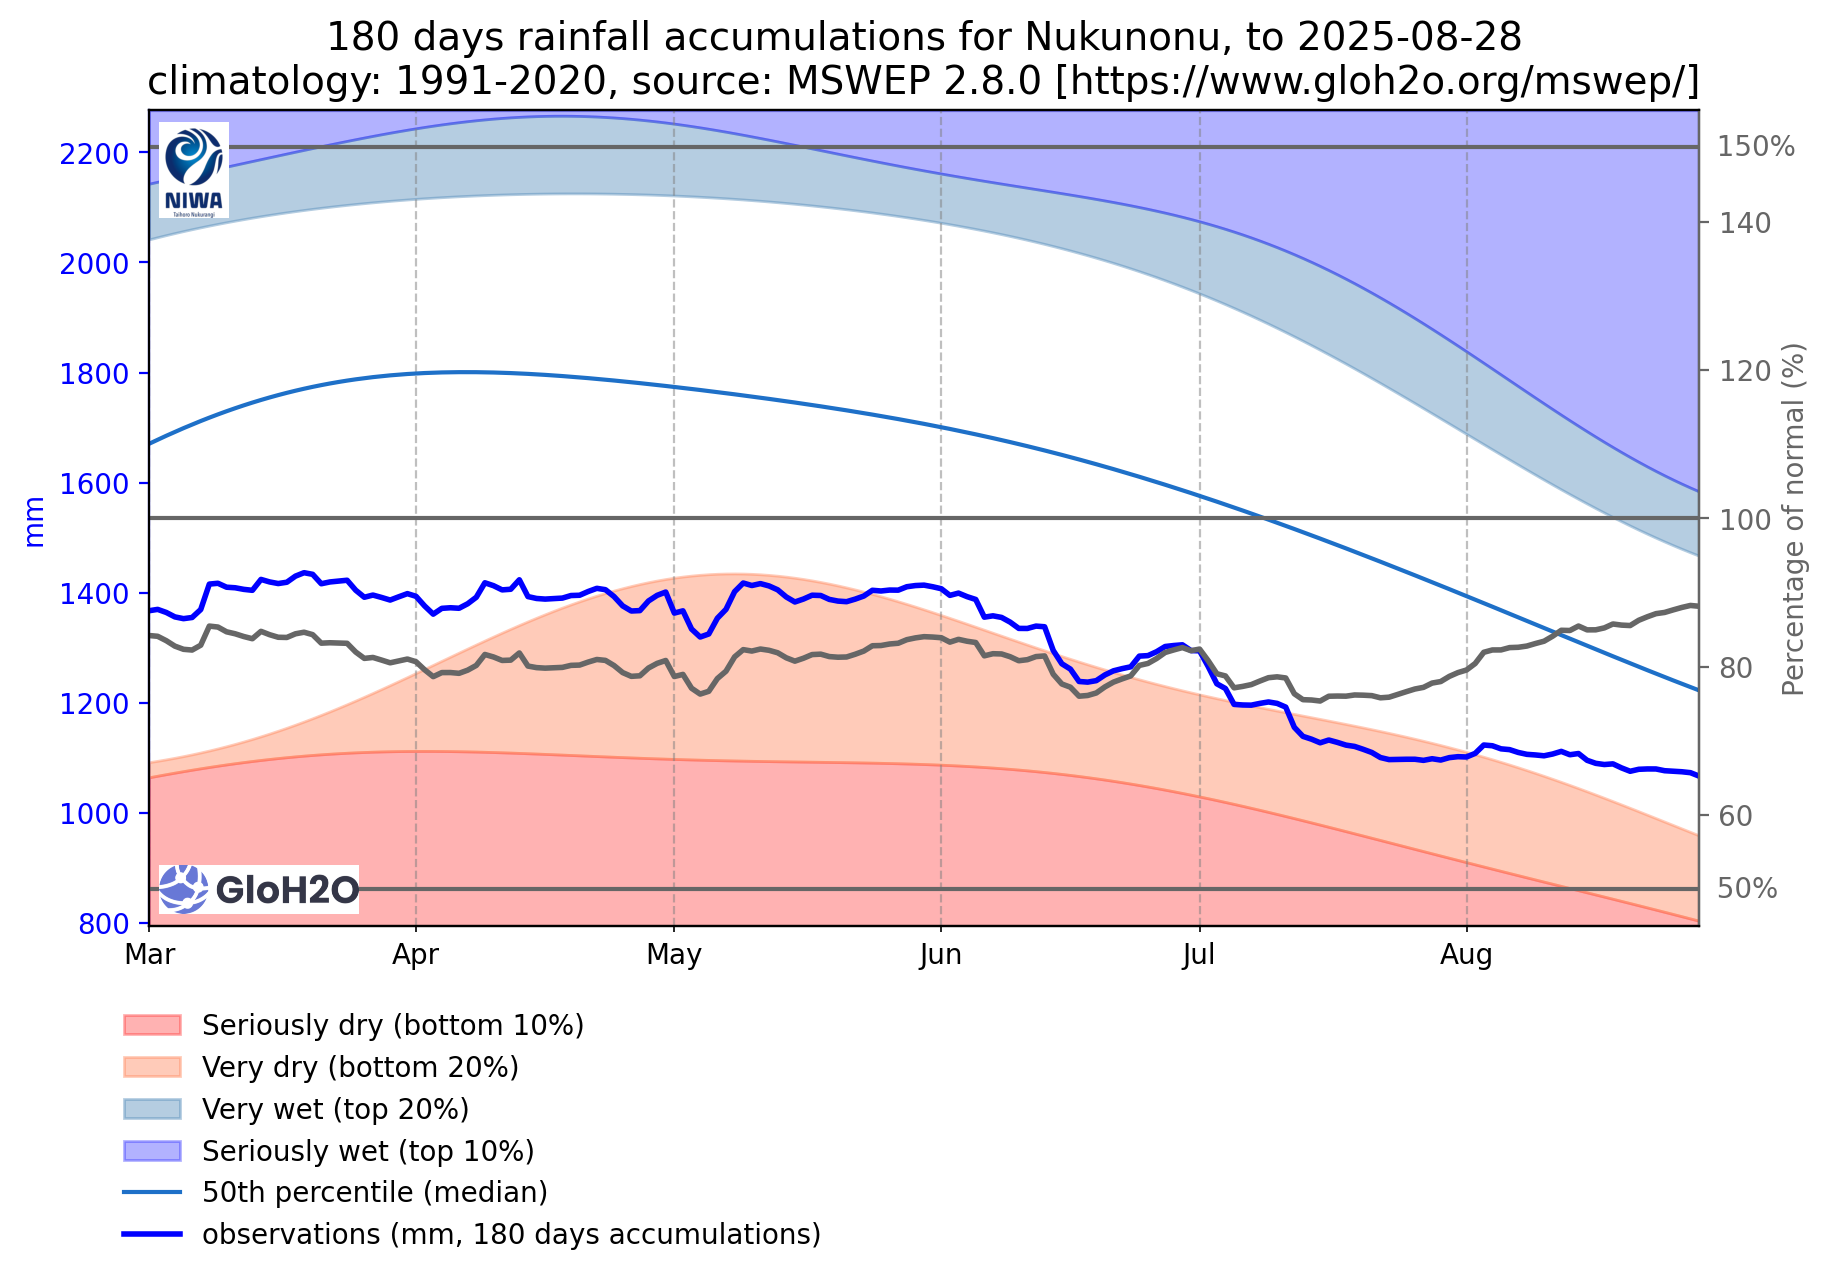 180 days rainfall accumulations for Nukunonu, to 2025-08-28
climatology: 1991-2020, source: MSWEP 2.8.0 [https://www.gloh2o.org/mswep/]
NIWA
Taihoro Nukurangi
2200
2000
1800
1600
1400
1200
1000
800
mm
150%
140
120
100
80
60
50%
Percentage of normal (%)
GloH2O
Mar Apr May Jun Jul Aug
Seriously dry (bottom 10%)
Very dry (bottom 20%)
Very wet (top 20%)
Seriously wet (top 10%)
50th percentile (median)
observations (mm, 180 days accumulations)